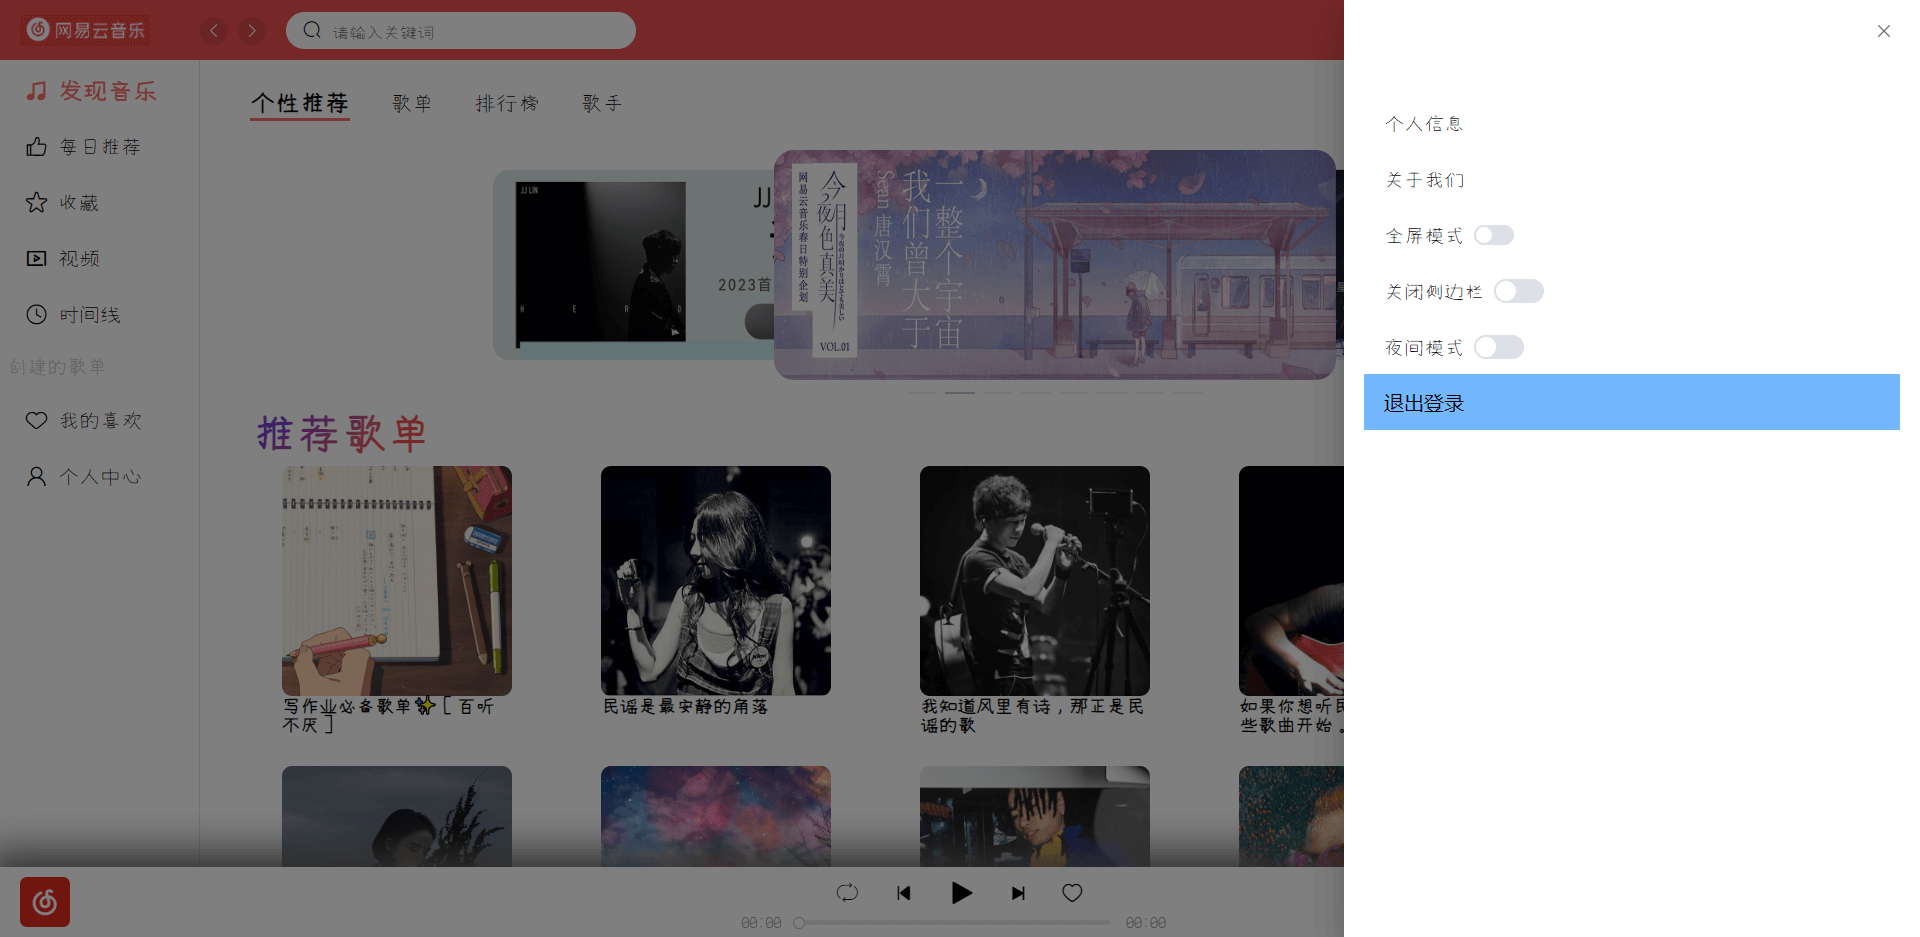 网易云音乐
请输入关键词
发现音乐
每日推荐
收藏
视频
时间线
创建的歌单
我的喜欢
个人中心
个性推荐 歌单 排行榜 歌手
JJ LIN
JJ
2023首
H E R O
网易云音乐春日特别企划
今夜月色真美
VOL.01
Sean 唐汉霄
我们曾大于
一整个宇宙
推荐歌单
写作业必备歌单✨［百听
不厌］
民谣是最安静的角落
我知道风里有诗，那正是民
谣的歌
如果你想听民
些歌曲开始。
00:00
00:00
个人信息
关于我们
全屏模式
关闭侧边栏
夜间模式
退出登录